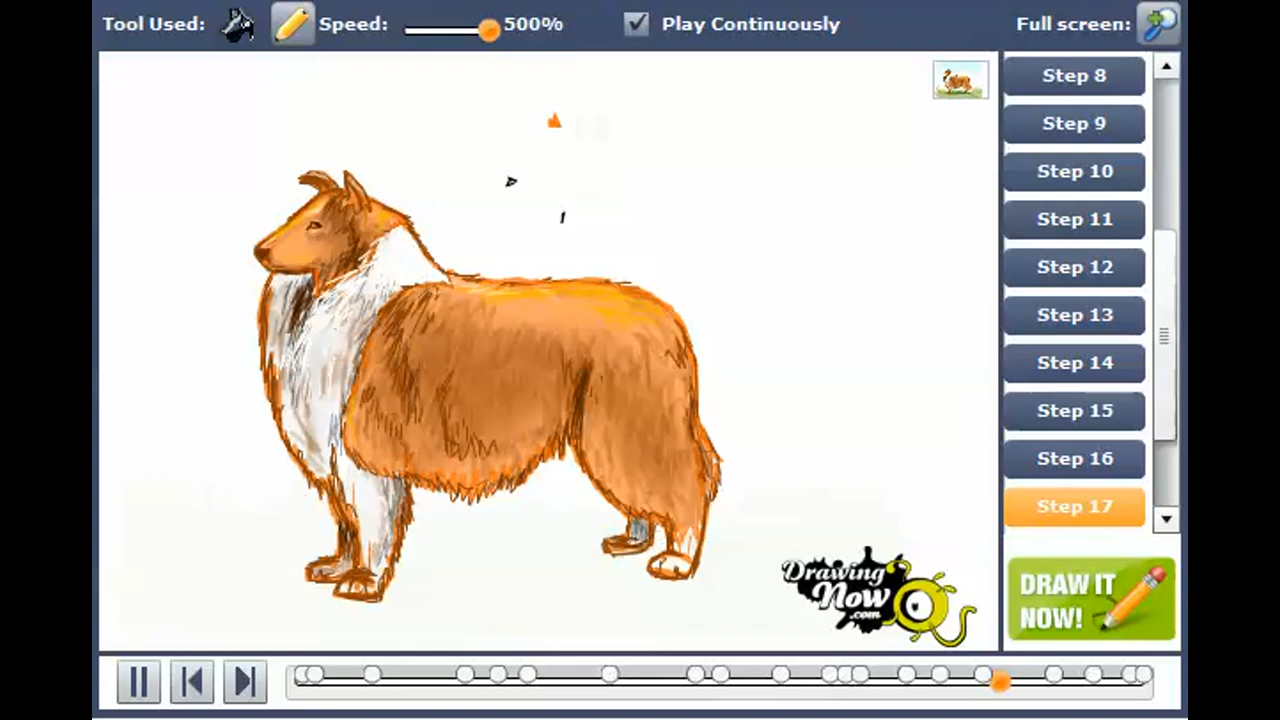 Tool Used:
Speed:
500%
Play Continuously
Full screen:
Step 8
Step 9
Step 10
Step 11
Step 12
Step 13
Step 14
Step 15
Step 16
Step 17
Drawing
Now
.com
DRAW IT
NOW!